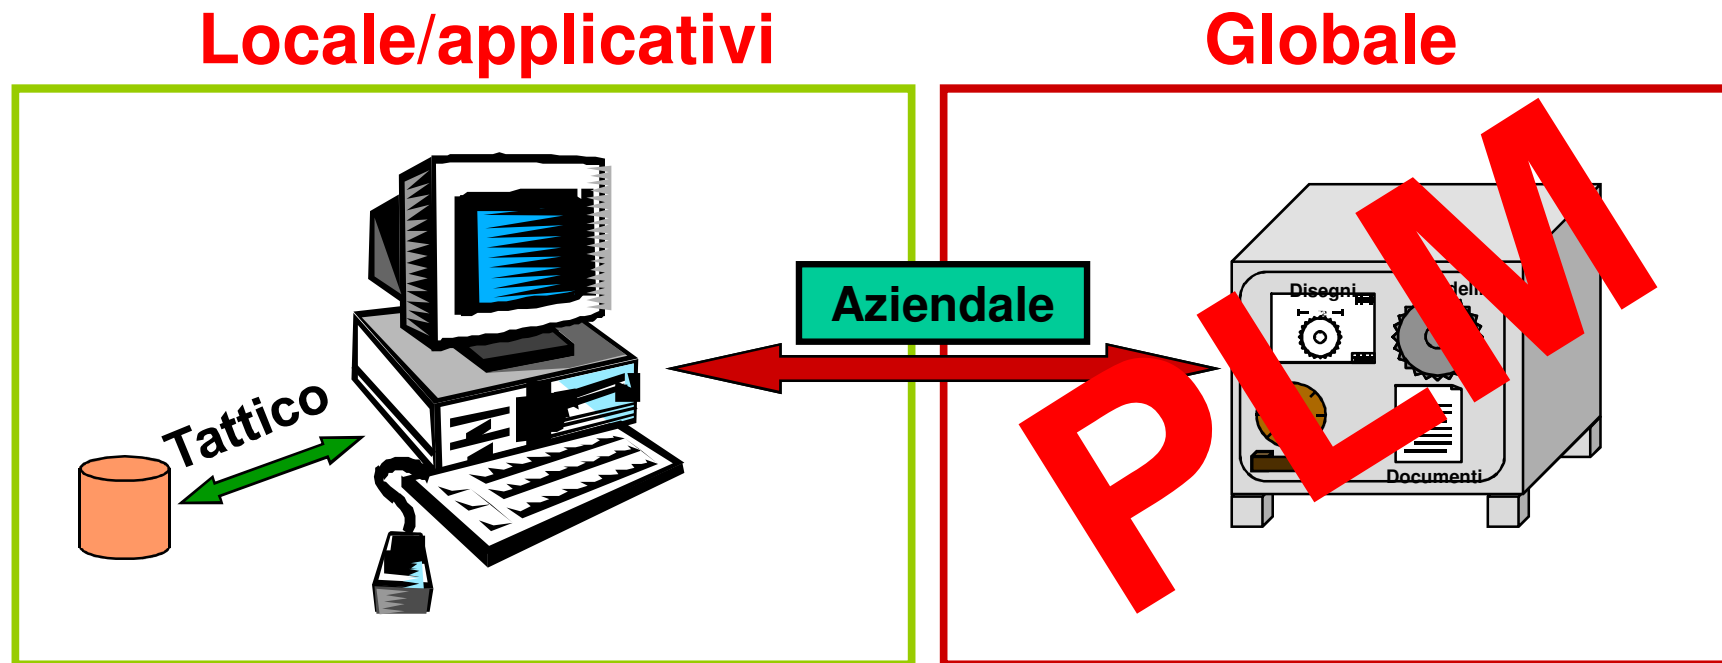 Locale/applicativi
Globale
Aziendale
Tattico
Disegni
Documenti
PLM